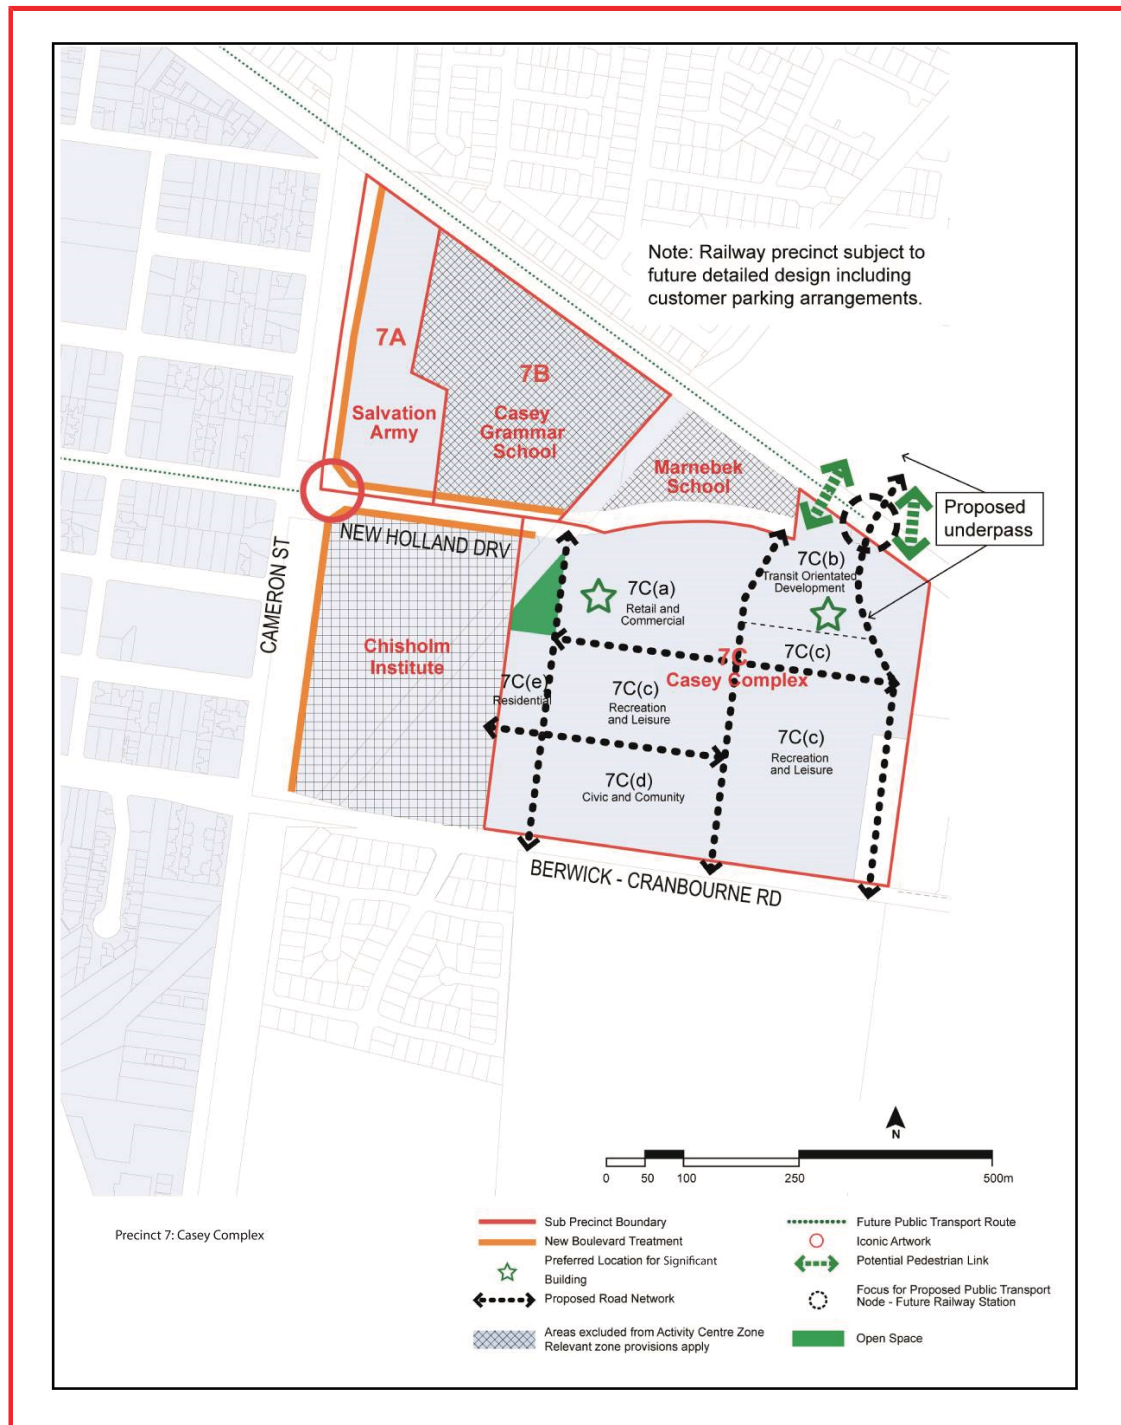 Note: Railway precinct subject to
future detailed design including
customer parking arrangements.
7A
Salvation
Army
7B
Casey
Grammar
School
Marnebek
School
Proposed
underpass
NEW HOLLAND DRV
CAMERON ST
Chisholm
Institute
7C(a)
Retail and
Commercial
7C(b)
Transit Orientated
Development
7C(c)
7C
Casey Complex
7C(e)
Residential
7C(c)
Recreation
and Leisure
7C(c)
Recreation
and Leisure
7C(d)
Civic and Comunity
BERWICK - CRANBOURNE RD
N
0 50 100 250 500m
Precinct 7: Casey Complex
Sub Precinct Boundary
New Boulevard Treatment
Preferred Location for Significant
Building
Proposed Road Network
Areas excluded from Activity Centre Zone
Relevant zone provisions apply
Future Public Transport Route
Iconic Artwork
Potential Pedestrian Link
Focus for Proposed Public Transport
Node - Future Railway Station
Open Space